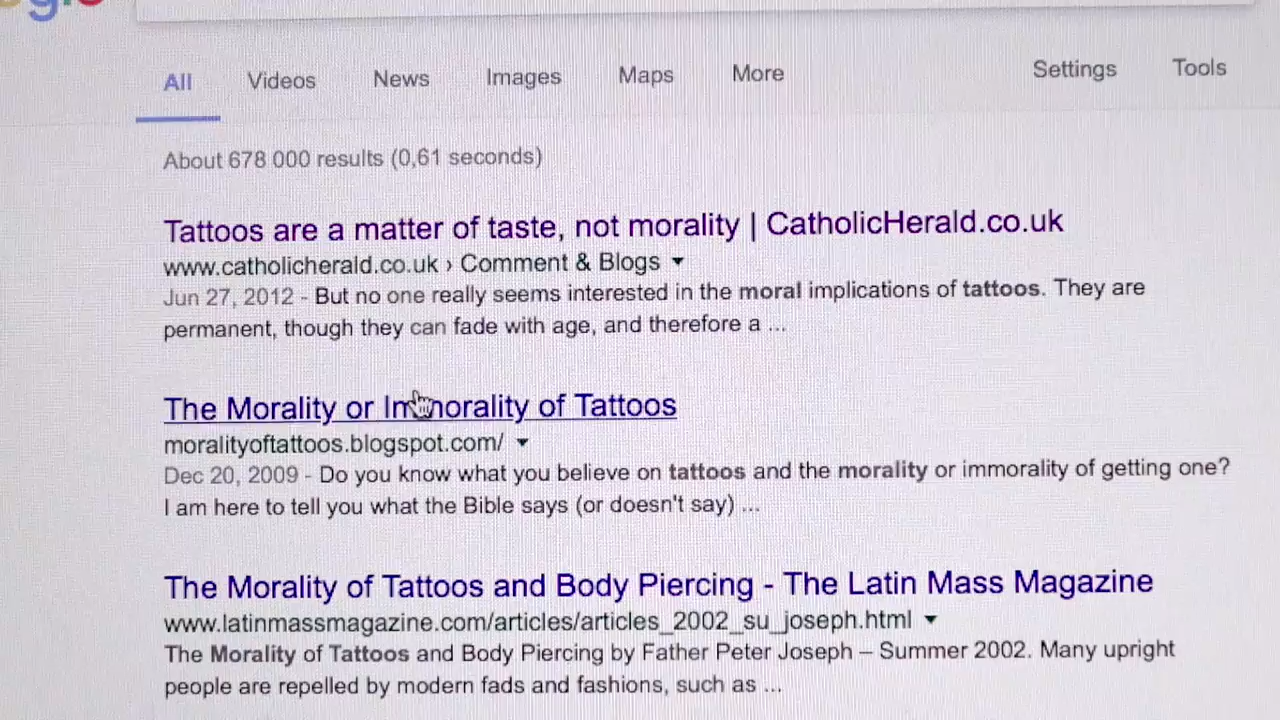 All Videos News Images Maps More Settings Tools
About 678 000 results (0,61 seconds)
Tattoos are a matter of taste, not morality | CatholicHerald.co.uk
www.catholicherald.co.uk › Comment & Blogs
Jun 27, 2012 - But no one really seems interested in the moral implications of tattoos. They are
permanent, though they can fade with age, and therefore a ...
The Morality or Immorality of Tattoos
moralityoftattoos.blogspot.com/
Dec 20, 2009 - Do you know what you believe on tattoos and the morality or immorality of getting one?
I am here to tell you what the Bible says (or doesn't say) ...
The Morality of Tattoos and Body Piercing - The Latin Mass Magazine
www.latinmassmagazine.com/articles/articles_2002_su_joseph.html
The Morality of Tattoos and Body Piercing by Father Peter Joseph – Summer 2002. Many upright
people are repelled by modern fads and fashions, such as ...